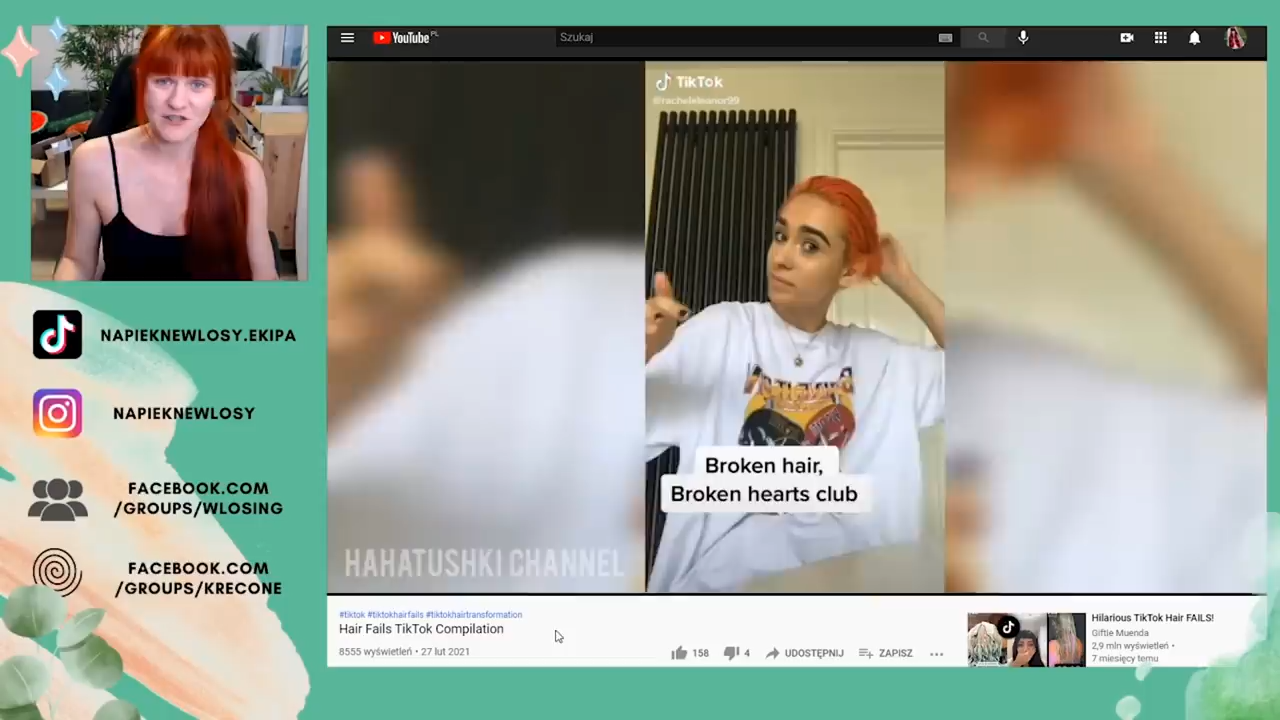 NAPIEKNEWLOSY.EKIPA
NAPIEKNEWLOSY
FACEBOOK.COM
/GROUPS/WLOSING
FACEBOOK.COM
/GROUPS/KRECONE
YouTube PL
Szukaj
TikTok
@racheleleanor99
Broken hair,
Broken hearts club
HAHATUSHKI CHANNEL
#tiktok #tiktokhairfails #tiktokhairtransformation
Hair Fails TikTok Compilation
8555 wyświetleń • 27 lut 2021
158
4
UDOSTĘPNIJ
ZAPISZ
Hilarious TikTok Hair FAILS!
Giftie Muenda
2,9 mln wyświetleń •
7 miesięcy temu